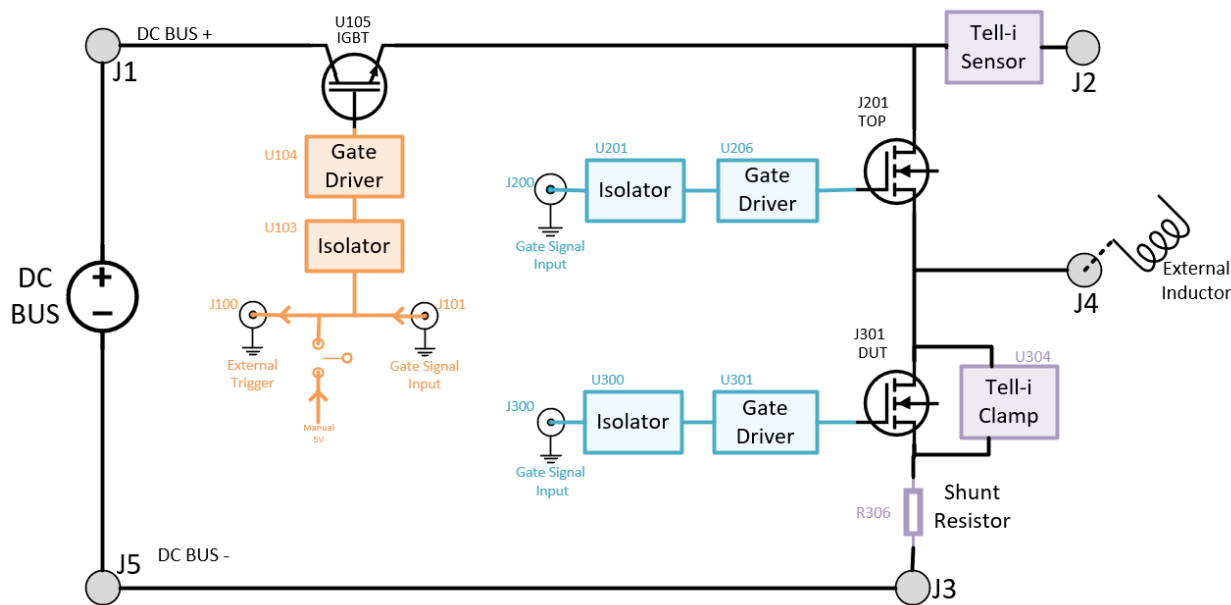 DC BUS +
J1
U105
IGBT
Tell-i
Sensor
J2
J201
TOP
U104
Gate
Driver
U201
Isolator
U206
Gate
Driver
J200
Gate Signal
Input
U103
Isolator
DC
BUS
J100
J101
External
Trigger
Gate Signal
Input
Manual
5V
External
Inductor
J4
J301
DUT
U304
Tell-i
Clamp
U300
Isolator
U301
Gate
Driver
J300
Gate Signal
Input
R306
Shunt
Resistor
J5
DC BUS -
J3